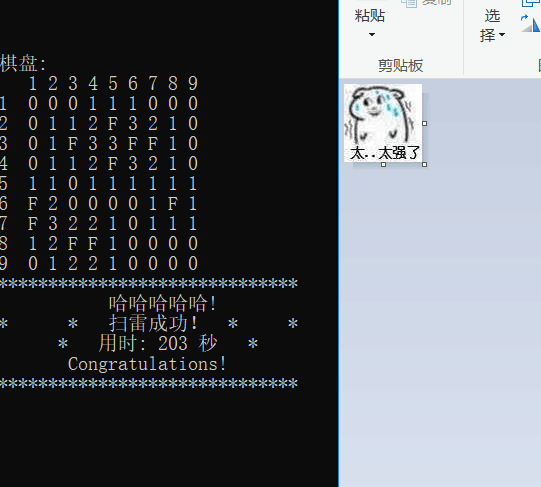 棋盘:
1 2 3 4 5 6 7 8 9
1 0 0 0 1 1 1 0 0 0
2 0 1 1 2 F 3 2 1 0
3 0 1 F 3 3 F F 1 0
4 0 1 1 2 F 3 2 1 0
5 1 1 0 1 1 1 1 1 1
6 F 2 0 0 0 0 1 F 1
7 F 3 2 2 1 0 1 1 1
8 1 2 F F 1 0 0 0 0
9 0 1 2 2 1 0 0 0 0
******************************
哈哈哈哈哈!
* * 扫雷成功! * *
* 用时: 203 秒 *
Congratulations!
******************************
粘贴
选
择
剪贴板
太..太强了